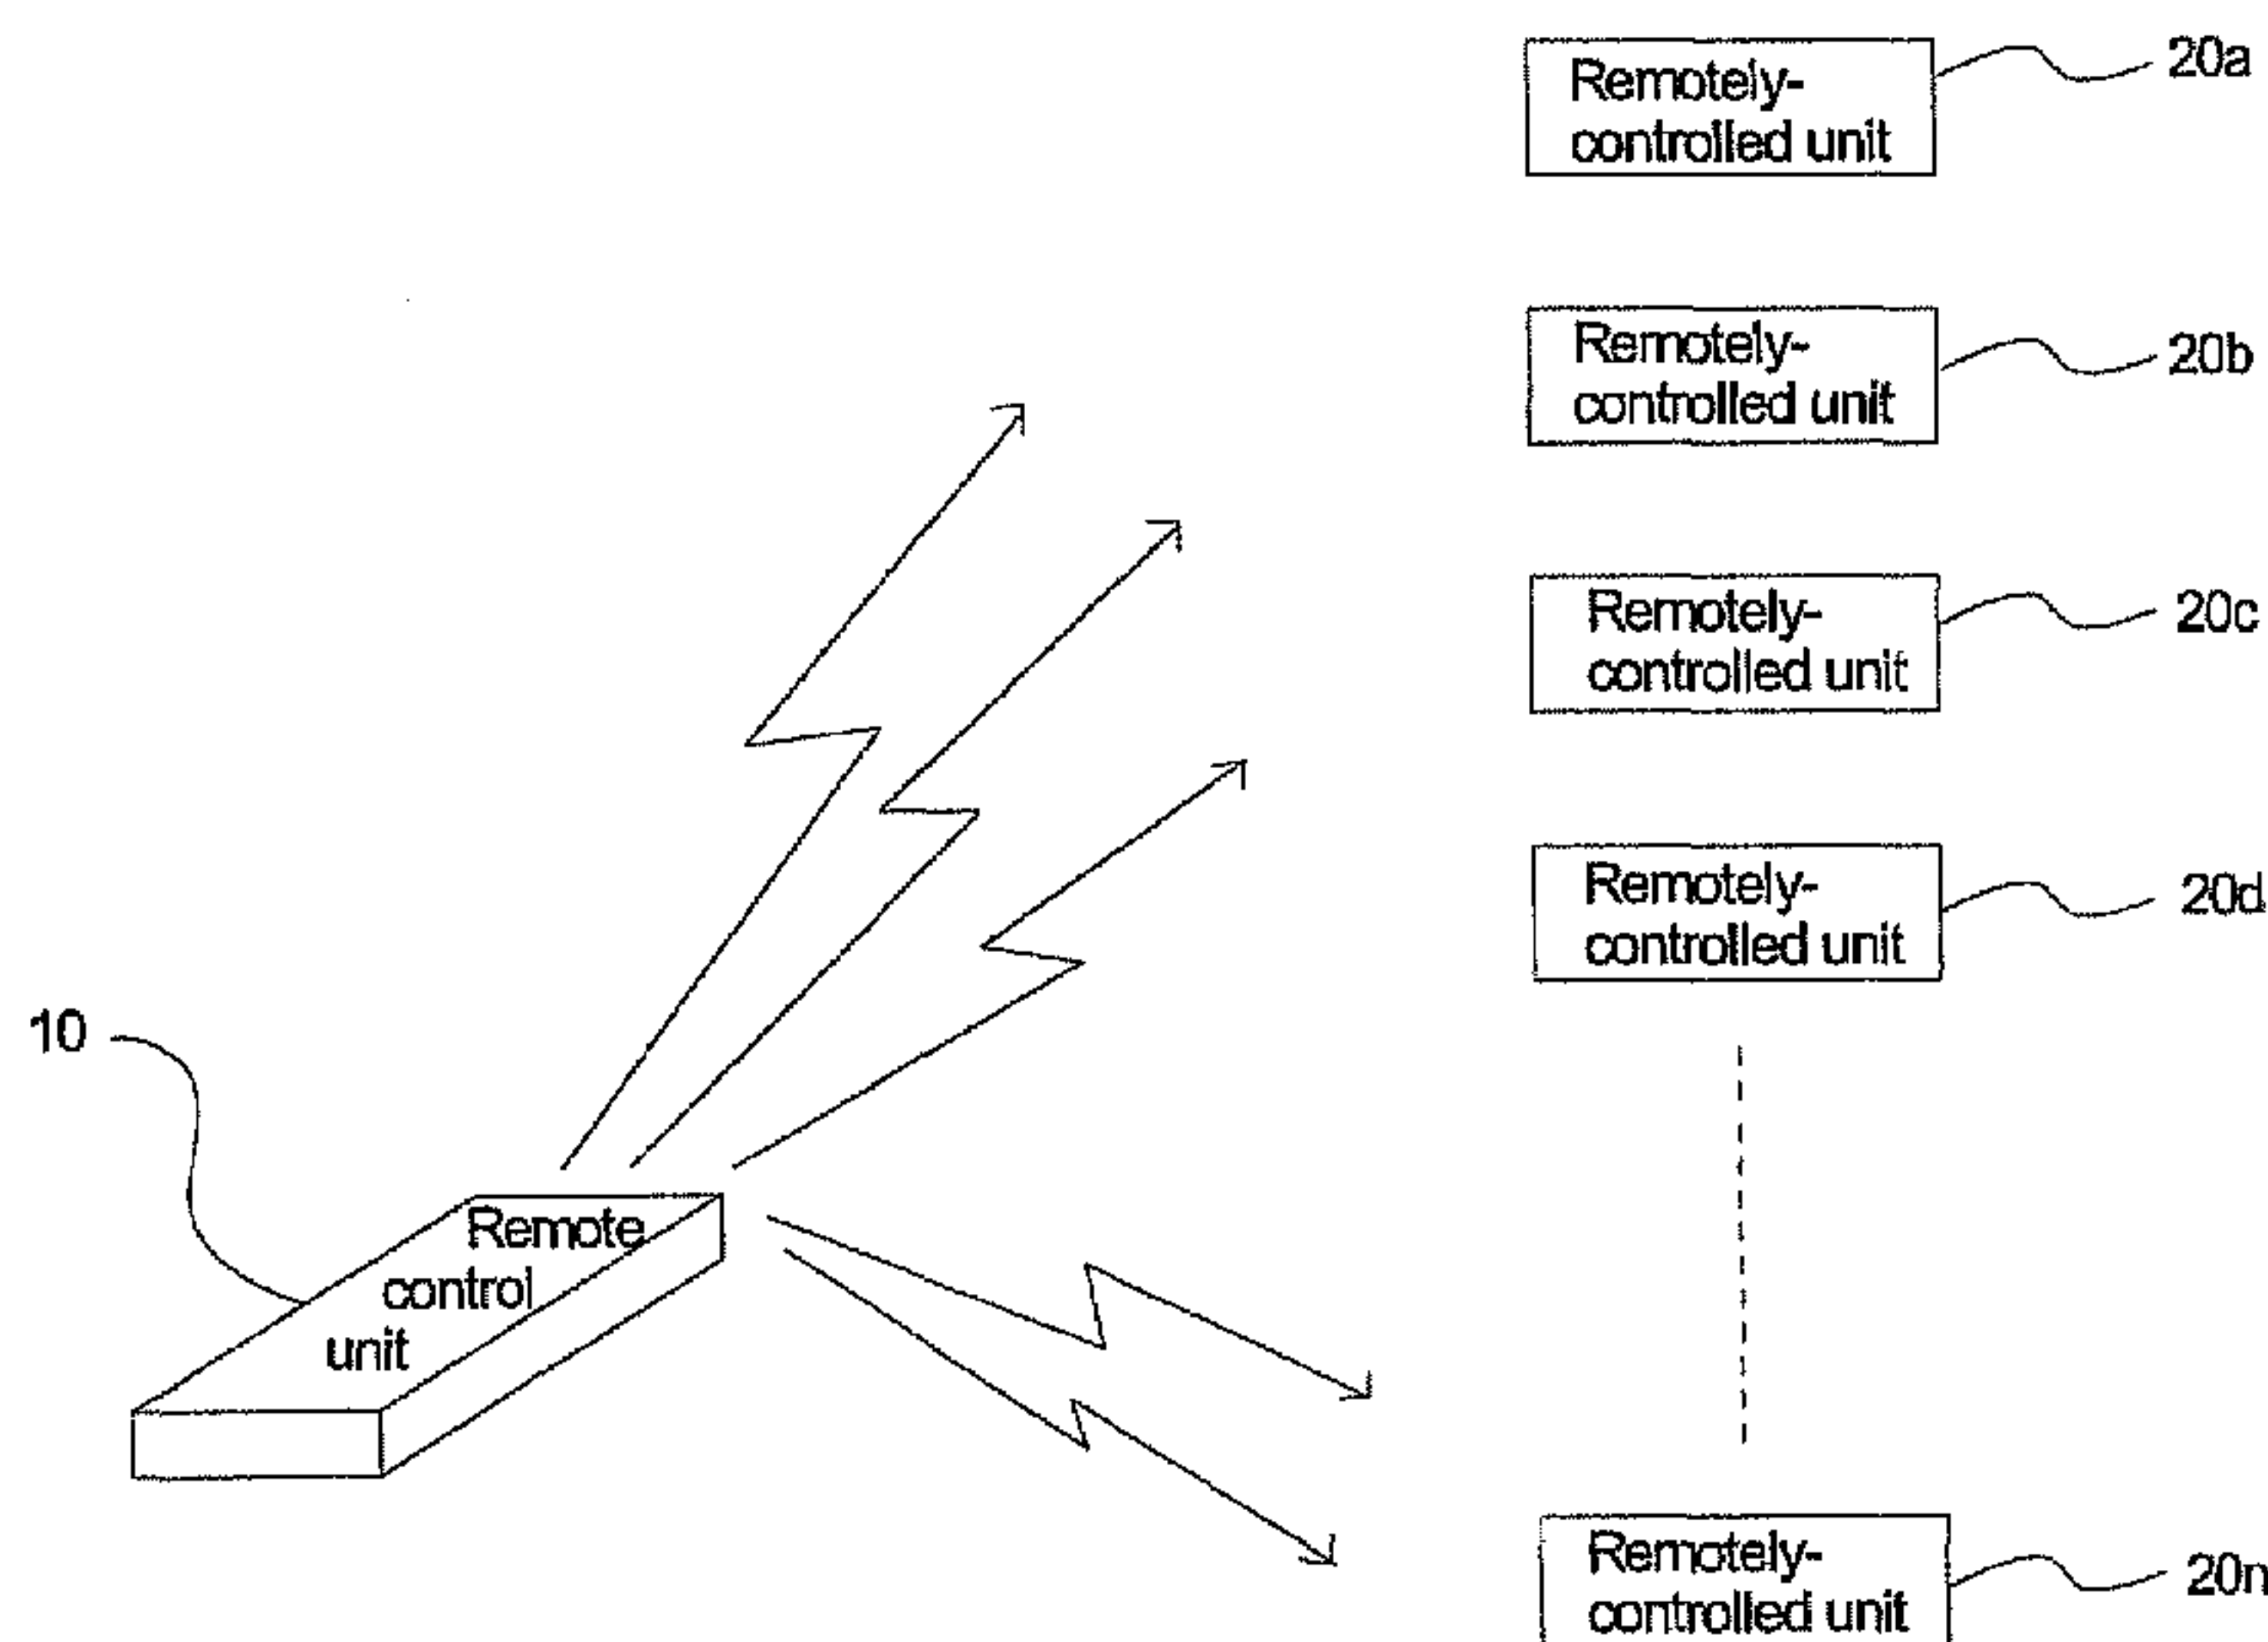 Remotely-
controlled unit
20a
Remotely-
controlled unit
20b
Remotely-
controlled unit
20c
Remotely-
controlled unit
20d
10
Remote
control
unit
Remotely-
controlled unit
20n